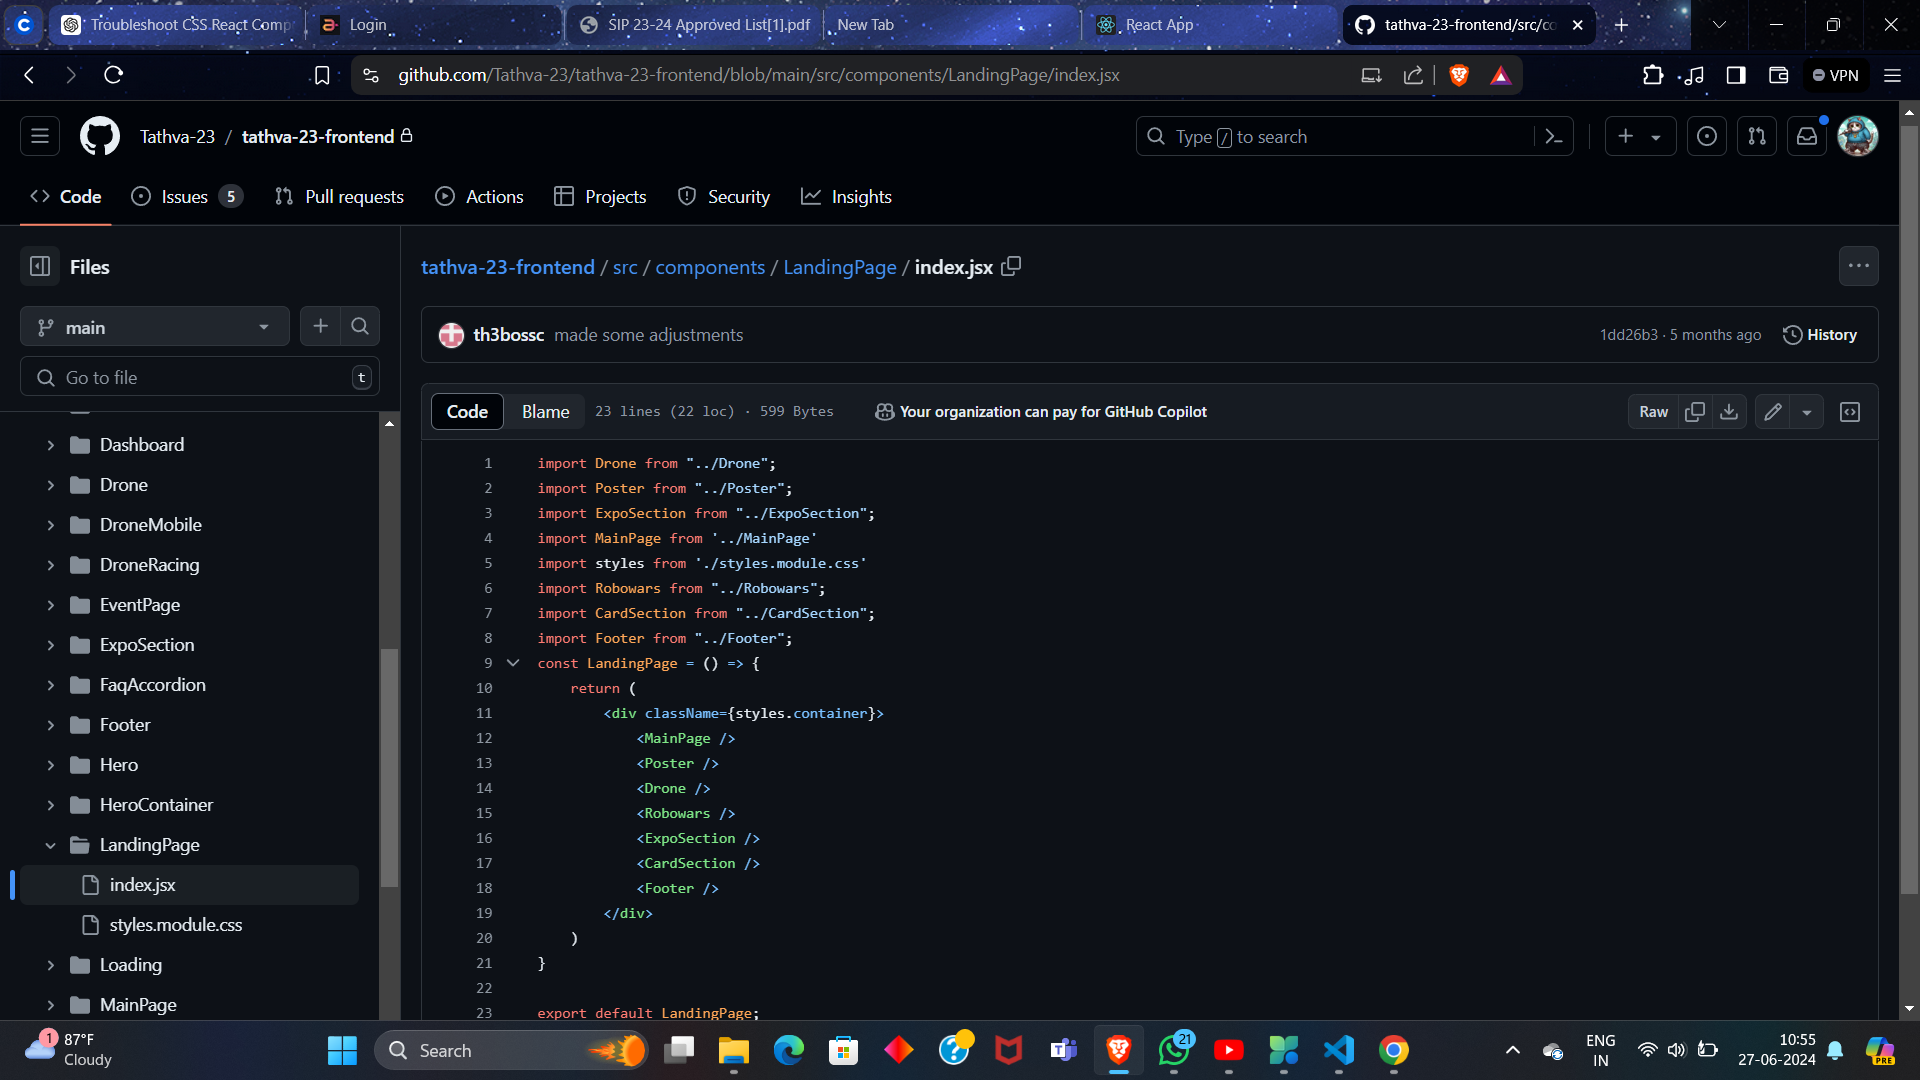 Troubleshoot CSS React Comp
Login
SIP 23-24 Approved List[1].pdf
New Tab
React App
tathva-23-frontend/src/co
github.com/Tathva-23/tathva-23-frontend/blob/main/src/components/LandingPage/index.jsx
VPN
Tathva-23 / tathva-23-frontend
Type / to search
Code
Issues 5
Pull requests
Actions
Projects
Security
Insights
Files
main
Go to file
t
Dashboard
Drone
DroneMobile
DroneRacing
EventPage
ExpoSection
FaqAccordion
Footer
Hero
HeroContainer
LandingPage
index.jsx
styles.module.css
Loading
MainPage
tathva-23-frontend / src / components / LandingPage / index.jsx
th3bossc made some adjustments
1dd26b3 · 5 months ago
History
Code
Blame
23 lines (22 loc) · 599 Bytes
Your organization can pay for GitHub Copilot
Raw
1 import Drone from "../Drone";
2 import Poster from "../Poster";
3 import ExpoSection from "../ExpoSection";
4 import MainPage from '../MainPage'
5 import styles from './styles.module.css'
6 import Robowars from "../Robowars";
7 import CardSection from "../CardSection";
8 import Footer from "../Footer";
9 const LandingPage = () => {
10 return (
11 <div className={styles.container}>
12 <MainPage />
13 <Poster />
14 <Drone />
15 <Robowars />
16 <ExpoSection />
17 <CardSection />
18 <Footer />
19 </div>
20 )
21 }
22
23 export default LandingPage;
1
87°F
Cloudy
Search
21
ENG
IN
10:55
27-06-2024
PRE